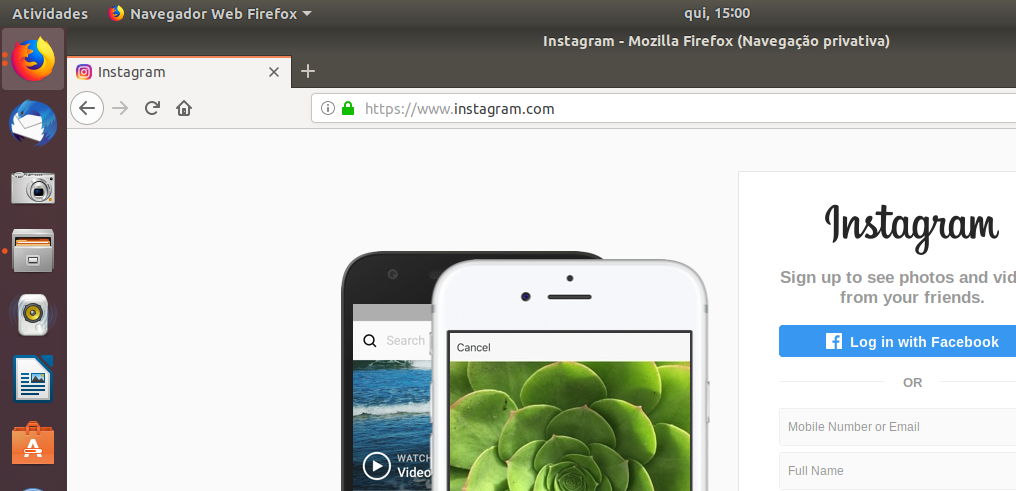 Atividades Navegador Web Firefox qui, 15:00
Instagram - Mozilla Firefox (Navegação privativa)
Instagram
https://www.instagram.com
Instagram
Sign up to see photos and vid
from your friends.
Log in with Facebook
OR
Mobile Number or Email
Full Name
Search
Cancel
WATCH
Video